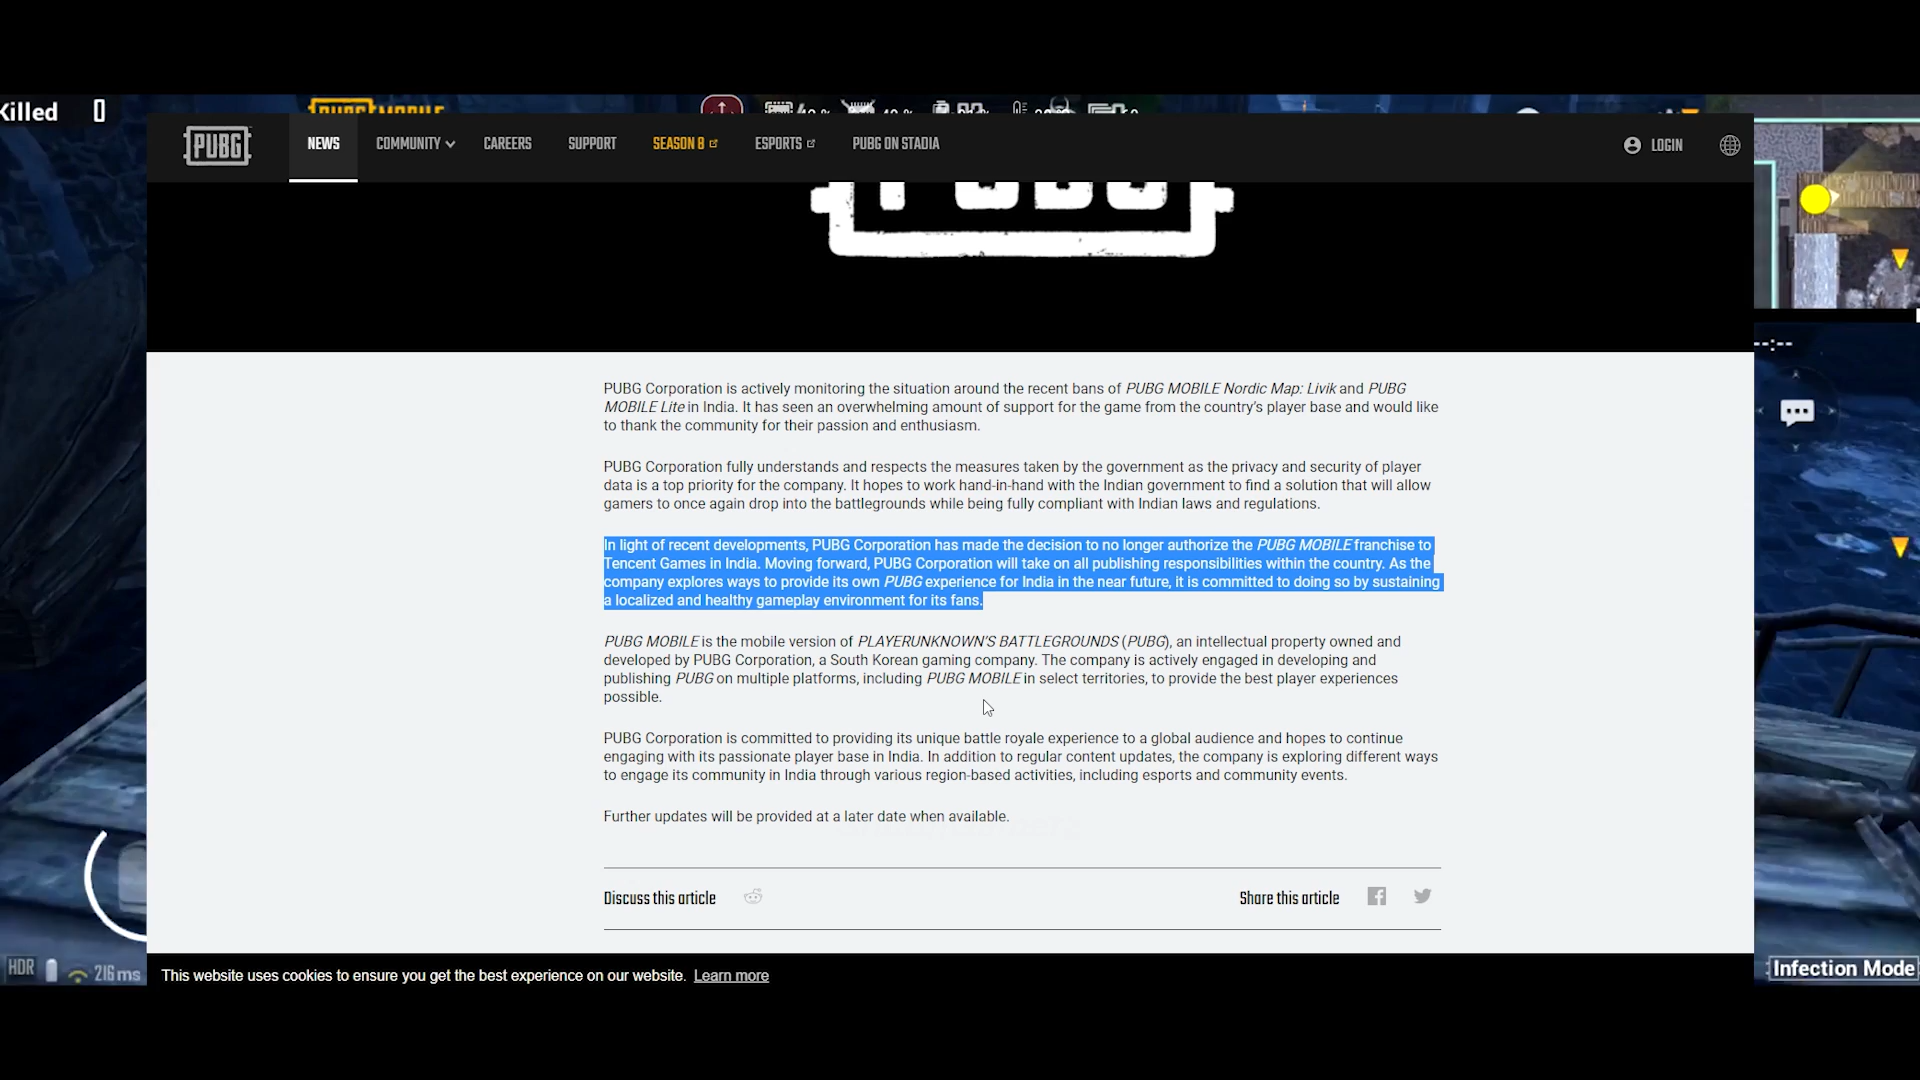 Killed 0
PUBG MOBILE
PUBG NEWS COMMUNITY CAREERS SUPPORT SEASON 8 ESPORTS PUBG ON STADIA LOGIN
PUBG
PUBG Corporation is actively monitoring the situation around the recent bans of PUBG MOBILE Nordic Map: Livik and PUBG
MOBILE Lite in India. It has seen an overwhelming amount of support for the game from the country's player base and would like
to thank the community for their passion and enthusiasm.
PUBG Corporation fully understands and respects the measures taken by the government as the privacy and security of player
data is a top priority for the company. It hopes to work hand-in-hand with the Indian government to find a solution that will allow
gamers to once again drop into the battlegrounds while being fully compliant with Indian laws and regulations.
In light of recent developments, PUBG Corporation has made the decision to no longer authorize the PUBG MOBILE franchise to
Tencent Games in India. Moving forward, PUBG Corporation will take on all publishing responsibilities within the country. As the
company explores ways to provide its own PUBG experience for India in the near future, it is committed to doing so by sustaining
a localized and healthy gameplay environment for its fans.
PUBG MOBILE is the mobile version of PLAYERUNKNOWN'S BATTLEGROUNDS (PUBG), an intellectual property owned and
developed by PUBG Corporation, a South Korean gaming company. The company is actively engaged in developing and
publishing PUBG on multiple platforms, including PUBG MOBILE in select territories, to provide the best player experiences
possible.
PUBG Corporation is committed to providing its unique battle royale experience to a global audience and hopes to continue
engaging with its passionate player base in India. In addition to regular content updates, the company is exploring different ways
to engage its community in India through various region-based activities, including esports and community events.
Further updates will be provided at a later date when available.
Discuss this article Share this article
HDR 216 ms
Infection Mode
This website uses cookies to ensure you get the best experience on our website. Learn more